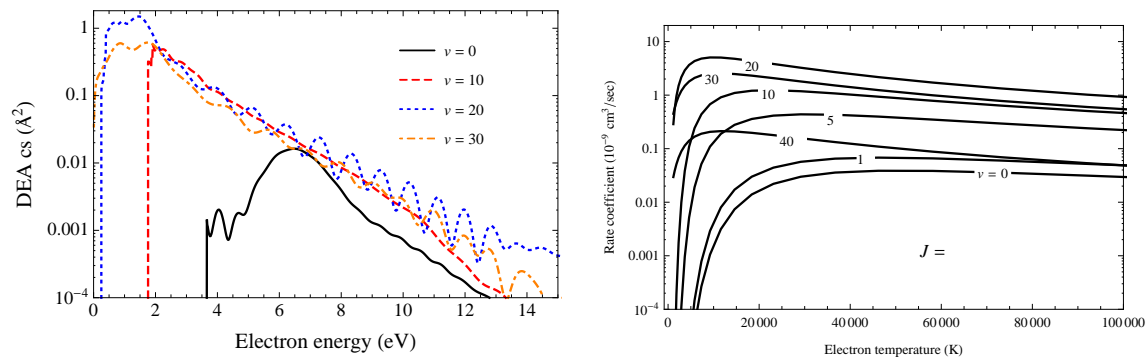 1
0.1
0.01
0.001
10⁻⁴
DEA cs (Å²)
0 2 4 6 8 10 12 14
Electron energy (eV)
v = 0
v = 10
v = 20
v = 30
10
1
0.1
0.01
0.001
10⁻⁴
Rate coefficient (10⁻⁹ cm³/sec)
0 20 000 40 000 60 000 80 000 100 000
Electron temperature (K)
20
30
10
5
40
1
v = 0
J =